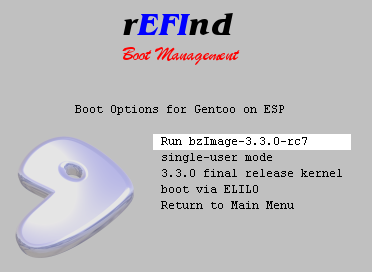 rEFInd
Boot Management
Boot Options for Gentoo on ESP
Run bzImage-3.3.0-rc7
single-user mode
3.3.0 final release kernel
boot via ELILO
Return to Main Menu